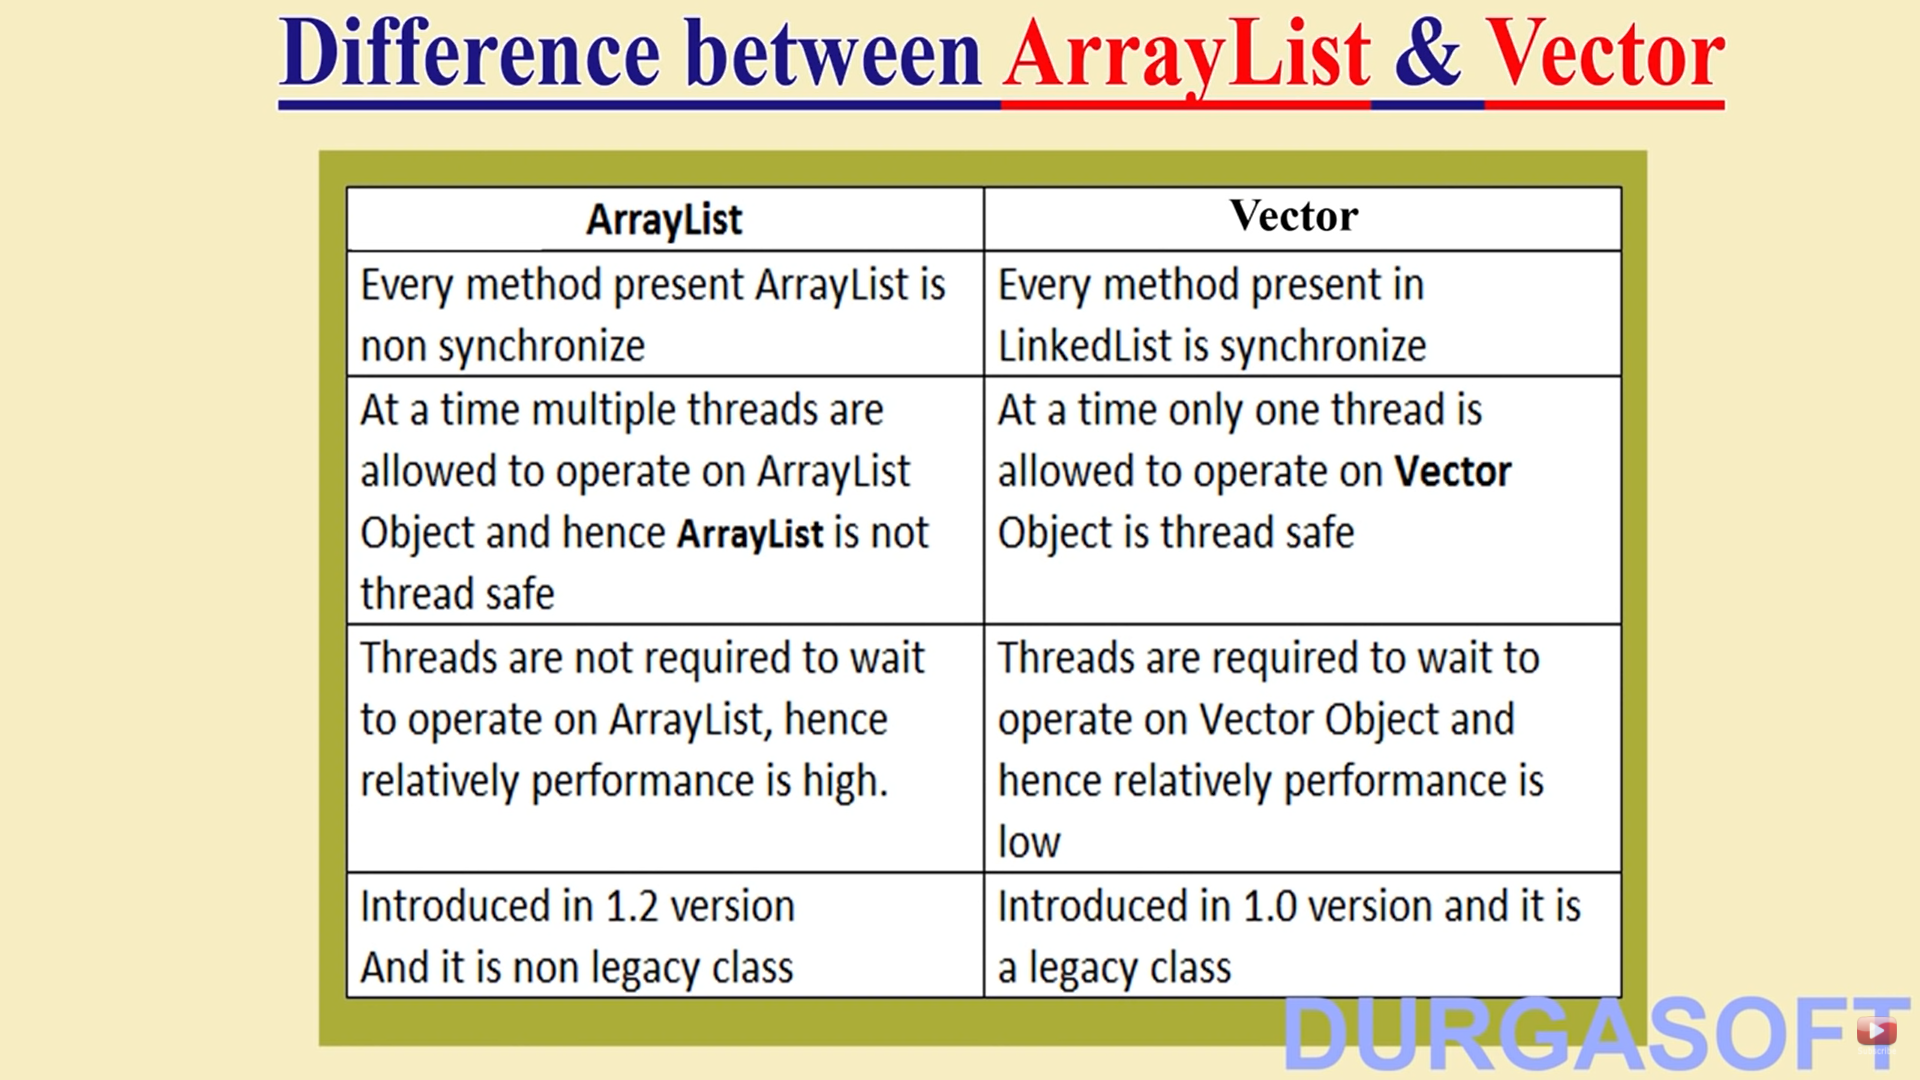 Difference between ArrayList & Vector
ArrayList
Vector
Every method present ArrayList is
non synchronize
Every method present in
LinkedList is synchronize
At a time multiple threads are
allowed to operate on ArrayList
Object and hence ArrayList is not
thread safe
At a time only one thread is
allowed to operate on Vector
Object is thread safe
Threads are not required to wait
to operate on ArrayList, hence
relatively performance is high.
Threads are required to wait to
operate on Vector Object and
hence relatively performance is
low
Introduced in 1.2 version
And it is non legacy class
Introduced in 1.0 version and it is
a legacy class
DURGASOFT